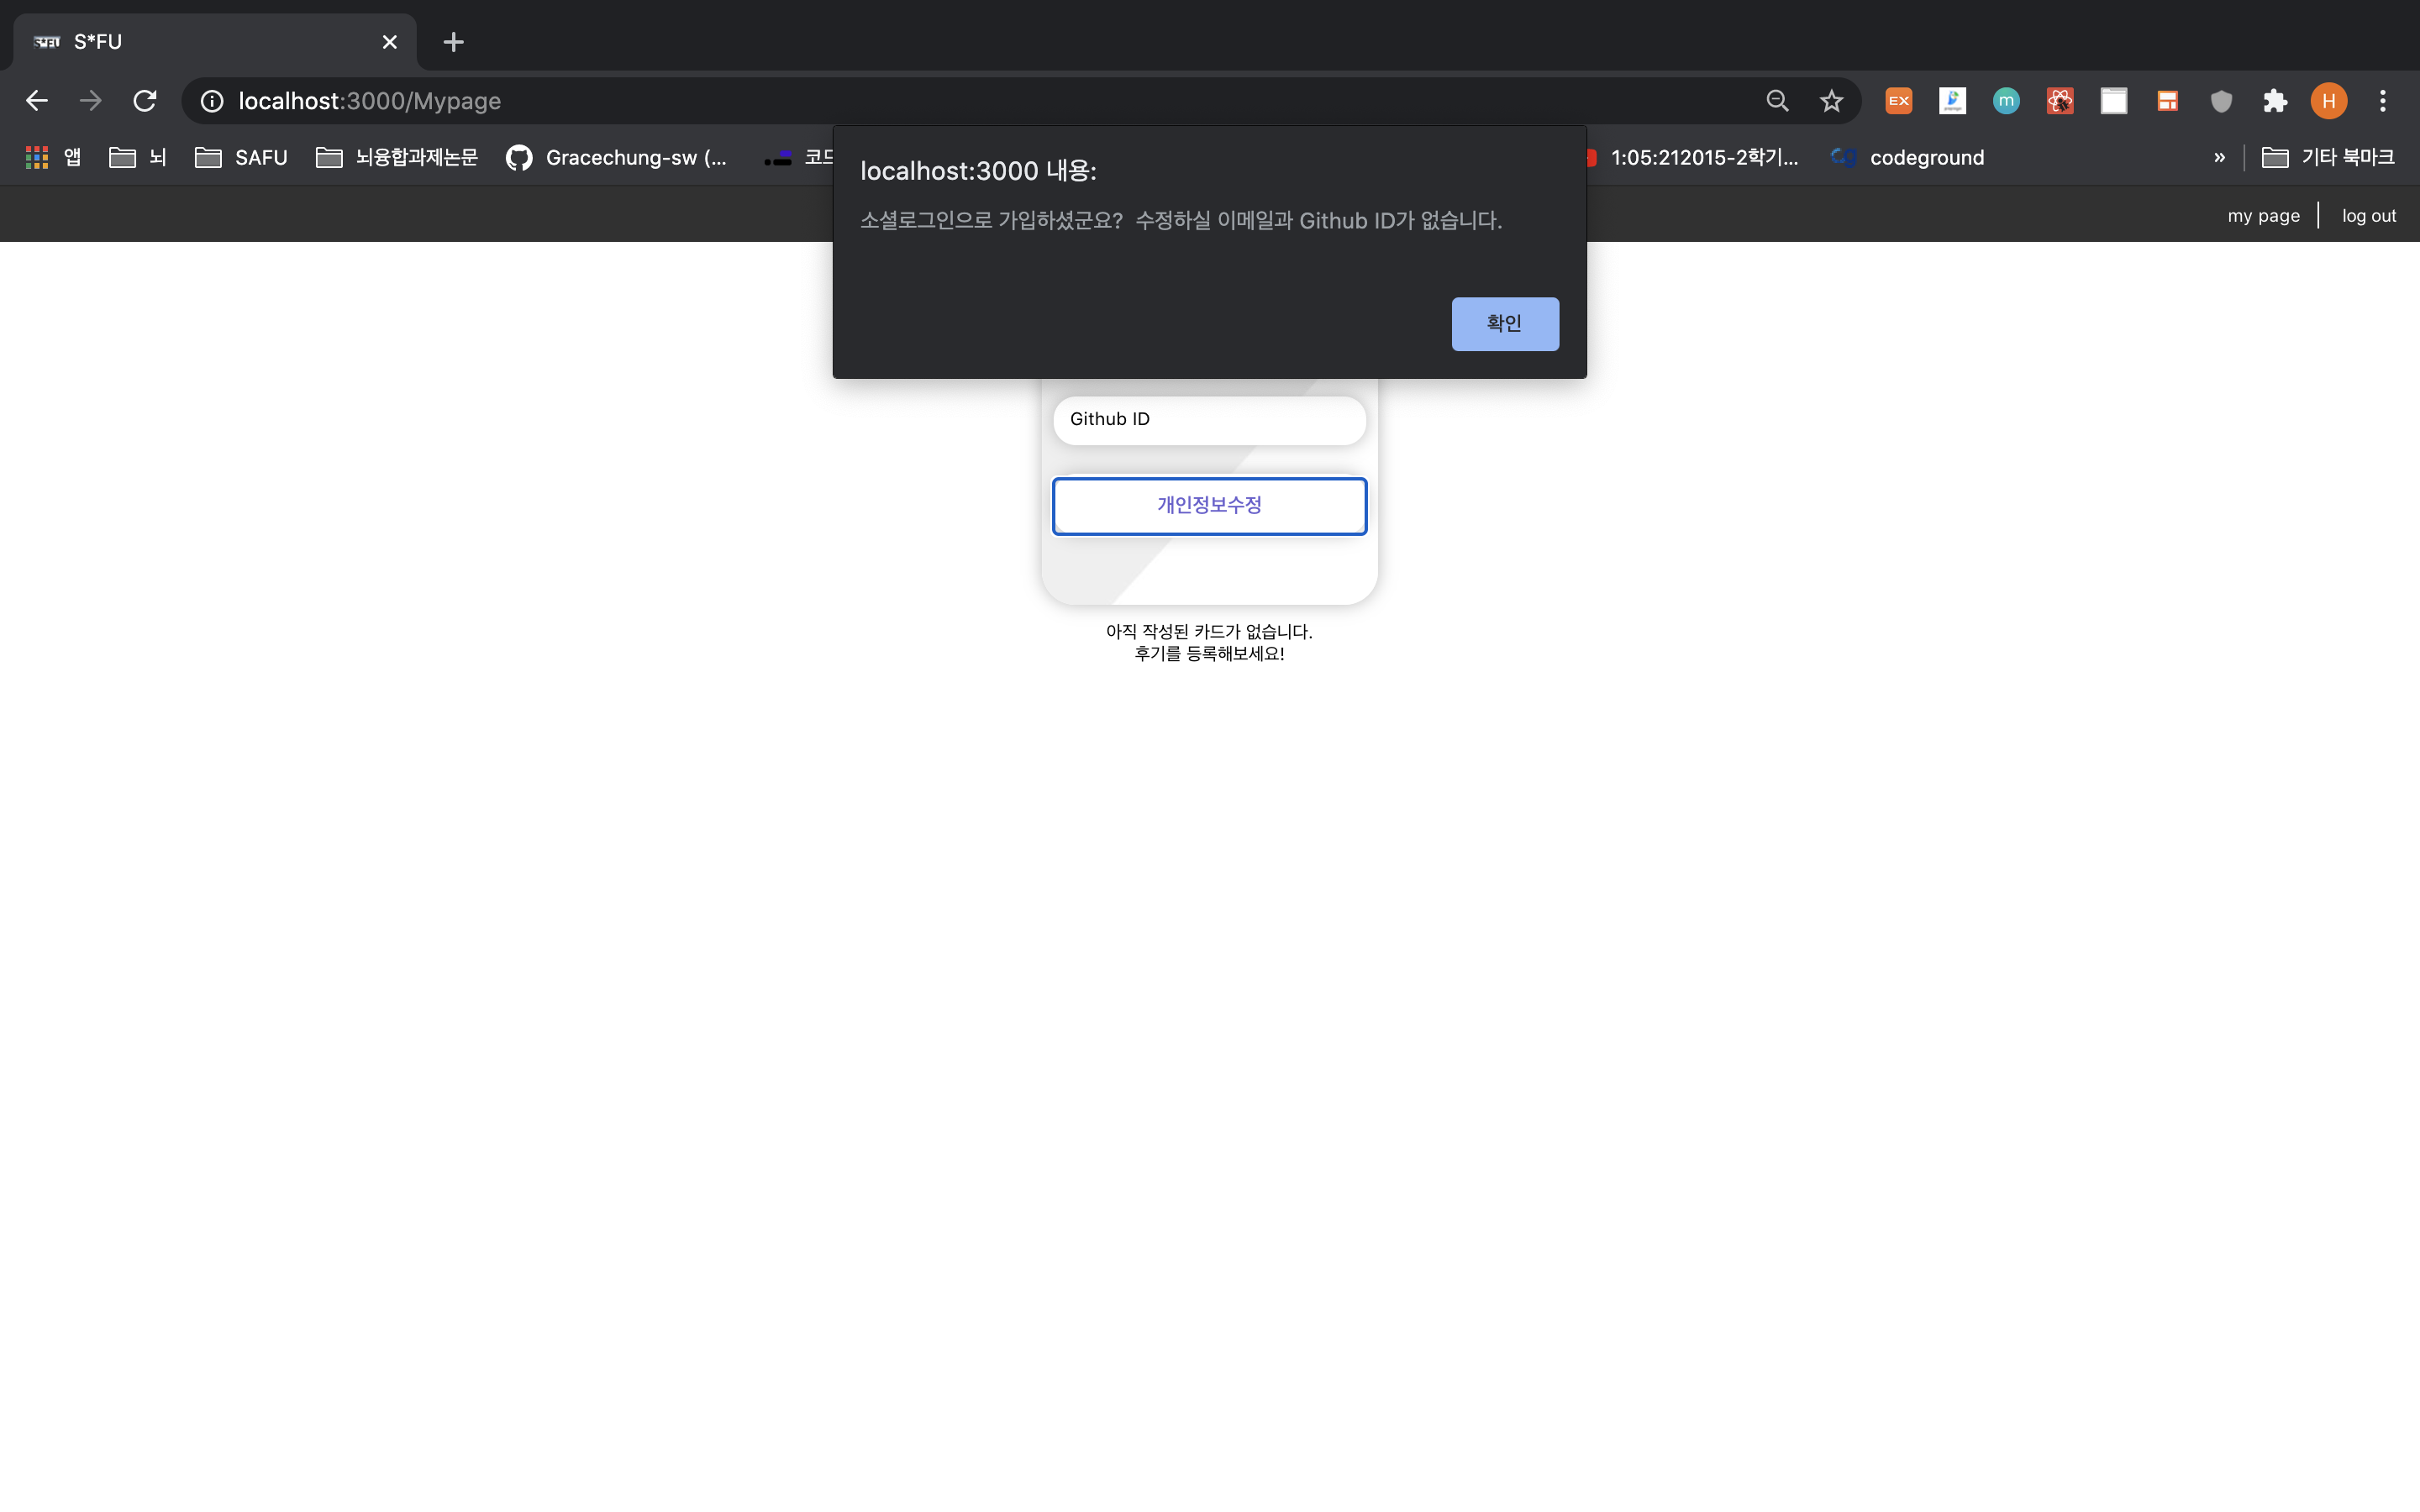 S*FU
localhost:3000/Mypage
EX
m
H
앱
뇌
SAFU
뇌융합과제논문
Gracechung-sw (...
1:05:212015-2학기...
codeground
»
기타 북마크
localhost:3000 내용:
소셜로그인으로 가입하셨군요?  수정하실 이메일과 Github ID가 없습니다.
확인
my page
log out
Github ID
개인정보수정
아직 작성된 카드가 없습니다.
후기를 등록해보세요!